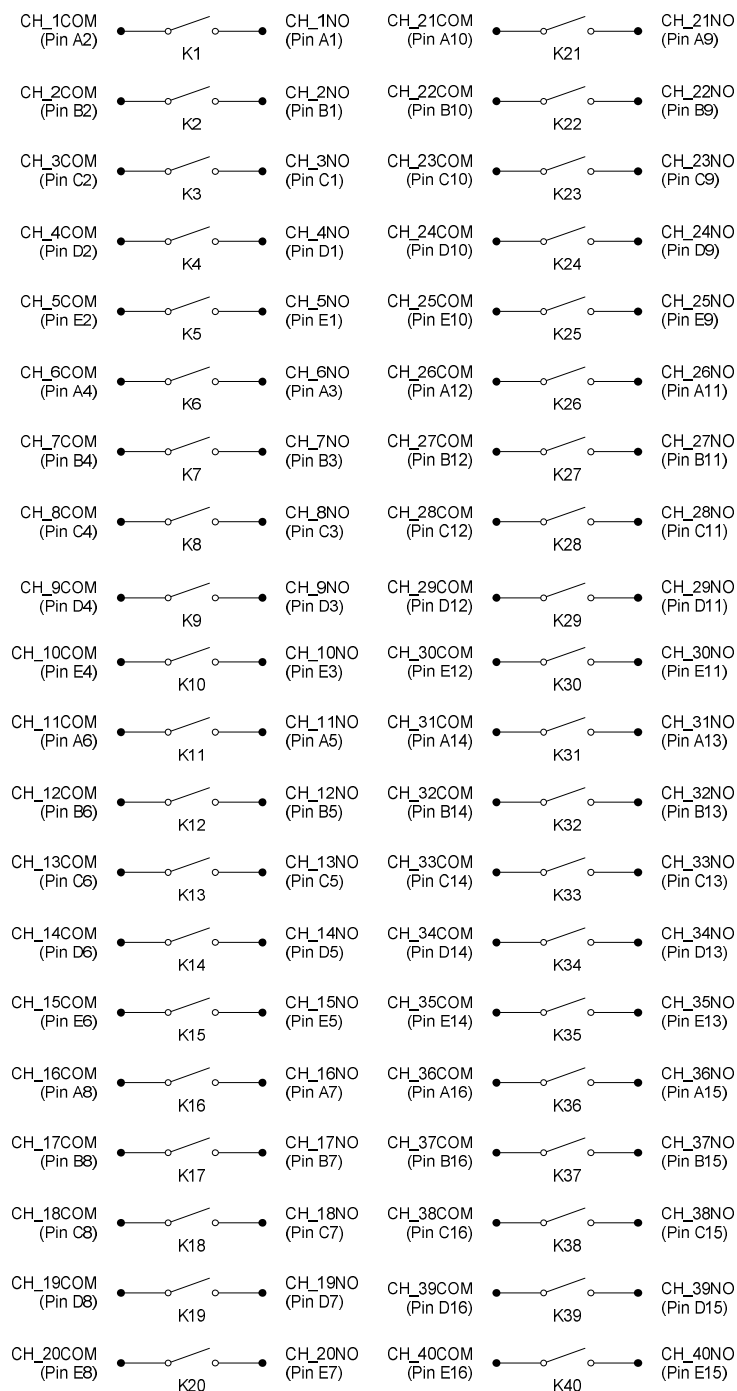 CH_1COM
(Pin A2)
K1
CH_1NO
(Pin A1)
CH_21COM
(Pin A10)
K21
CH_21NO
(Pin A9)
CH_2COM
(Pin B2)
K2
CH_2NO
(Pin B1)
CH_22COM
(Pin B10)
K22
CH_22NO
(Pin B9)
CH_3COM
(Pin C2)
K3
CH_3NO
(Pin C1)
CH_23COM
(Pin C10)
K23
CH_23NO
(Pin C9)
CH_4COM
(Pin D2)
K4
CH_4NO
(Pin D1)
CH_24COM
(Pin D10)
K24
CH_24NO
(Pin D9)
CH_5COM
(Pin E2)
K5
CH_5NO
(Pin E1)
CH_25COM
(Pin E10)
K25
CH_25NO
(Pin E9)
CH_6COM
(Pin A4)
K6
CH_6NO
(Pin A3)
CH_26COM
(Pin A12)
K26
CH_26NO
(Pin A11)
CH_7COM
(Pin B4)
K7
CH_7NO
(Pin B3)
CH_27COM
(Pin B12)
K27
CH_27NO
(Pin B11)
CH_8COM
(Pin C4)
K8
CH_8NO
(Pin C3)
CH_28COM
(Pin C12)
K28
CH_28NO
(Pin C11)
CH_9COM
(Pin D4)
K9
CH_9NO
(Pin D3)
CH_29COM
(Pin D12)
K29
CH_29NO
(Pin D11)
CH_10COM
(Pin E4)
K10
CH_10NO
(Pin E3)
CH_30COM
(Pin E12)
K30
CH_30NO
(Pin E11)
CH_11COM
(Pin A6)
K11
CH_11NO
(Pin A5)
CH_31COM
(Pin A14)
K31
CH_31NO
(Pin A13)
CH_12COM
(Pin B6)
K12
CH_12NO
(Pin B5)
CH_32COM
(Pin B14)
K32
CH_32NO
(Pin B13)
CH_13COM
(Pin C6)
K13
CH_13NO
(Pin C5)
CH_33COM
(Pin C14)
K33
CH_33NO
(Pin C13)
CH_14COM
(Pin D6)
K14
CH_14NO
(Pin D5)
CH_34COM
(Pin D14)
K34
CH_34NO
(Pin D13)
CH_15COM
(Pin E6)
K15
CH_15NO
(Pin E5)
CH_35COM
(Pin E14)
K35
CH_35NO
(Pin E13)
CH_16COM
(Pin A8)
K16
CH_16NO
(Pin A7)
CH_36COM
(Pin A16)
K36
CH_36NO
(Pin A15)
CH_17COM
(Pin B8)
K17
CH_17NO
(Pin B7)
CH_37COM
(Pin B16)
K37
CH_37NO
(Pin B15)
CH_18COM
(Pin C8)
K18
CH_18NO
(Pin C7)
CH_38COM
(Pin C16)
K38
CH_38NO
(Pin C15)
CH_19COM
(Pin D8)
K19
CH_19NO
(Pin D7)
CH_39COM
(Pin D16)
K39
CH_39NO
(Pin D15)
CH_20COM
(Pin E8)
K20
CH_20NO
(Pin E7)
CH_40COM
(Pin E16)
K40
CH_40NO
(Pin E15)